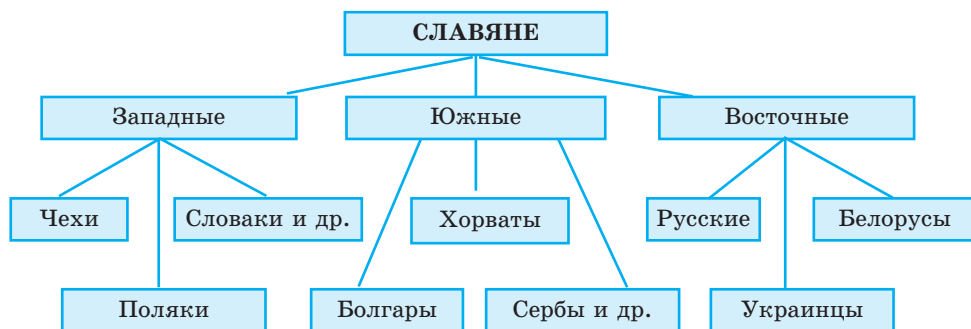 СЛАВЯНЕ
Западные
Южные
Восточные
Чехи
Словаки и др.
Хорваты
Русские
Белорусы
Поляки
Болгары
Сербы и др.
Украинцы